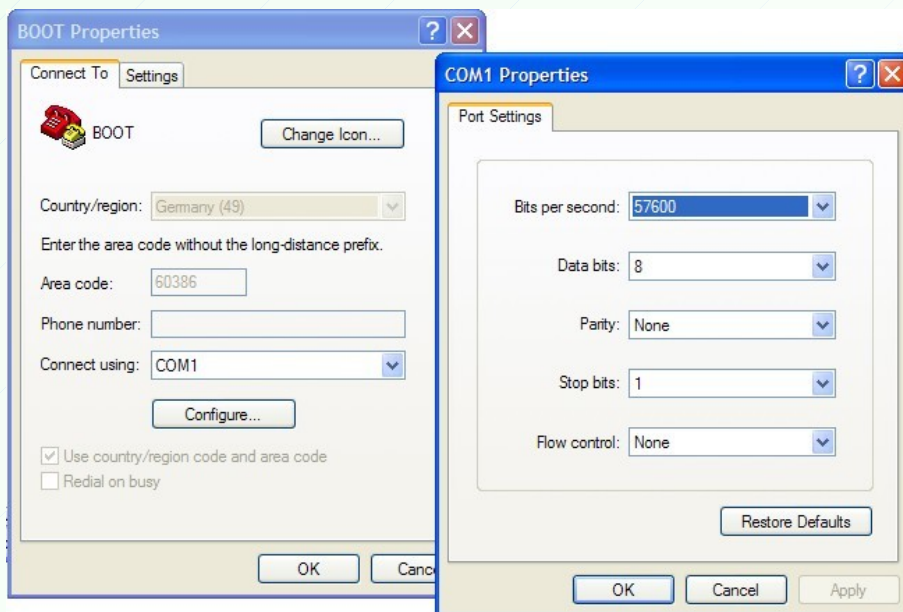 BOOT Properties
Connect To
Settings
BOOT
Change Icon...
Country/region: Germany (49)
Enter the area code without the long-distance prefix.
Area code: 60386
Phone number:
Connect using: COM1
Configure...
Use country/region code and area code
Redial on busy
OK
COM1 Properties
Port Settings
Bits per second: 57600
Data bits: 8
Parity: None
Stop bits: 1
Flow control: None
Restore Defaults
OK
Cancel
Apply